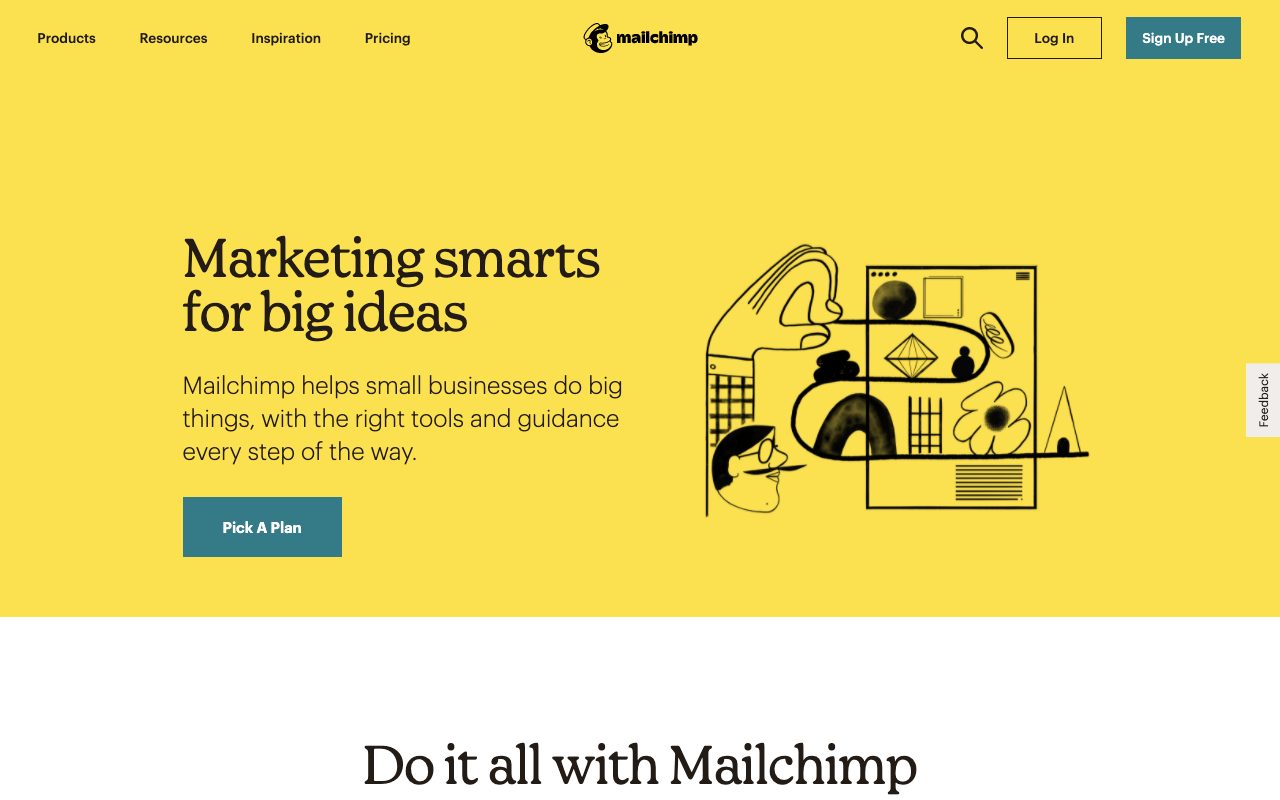 Products
Resources
Inspiration
Pricing
mailchimp
Log In
Sign Up Free
Marketing smarts
for big ideas
Mailchimp helps small businesses do big
things, with the right tools and guidance
every step of the way.
Pick A Plan
Feedback
Do it all with Mailchimp